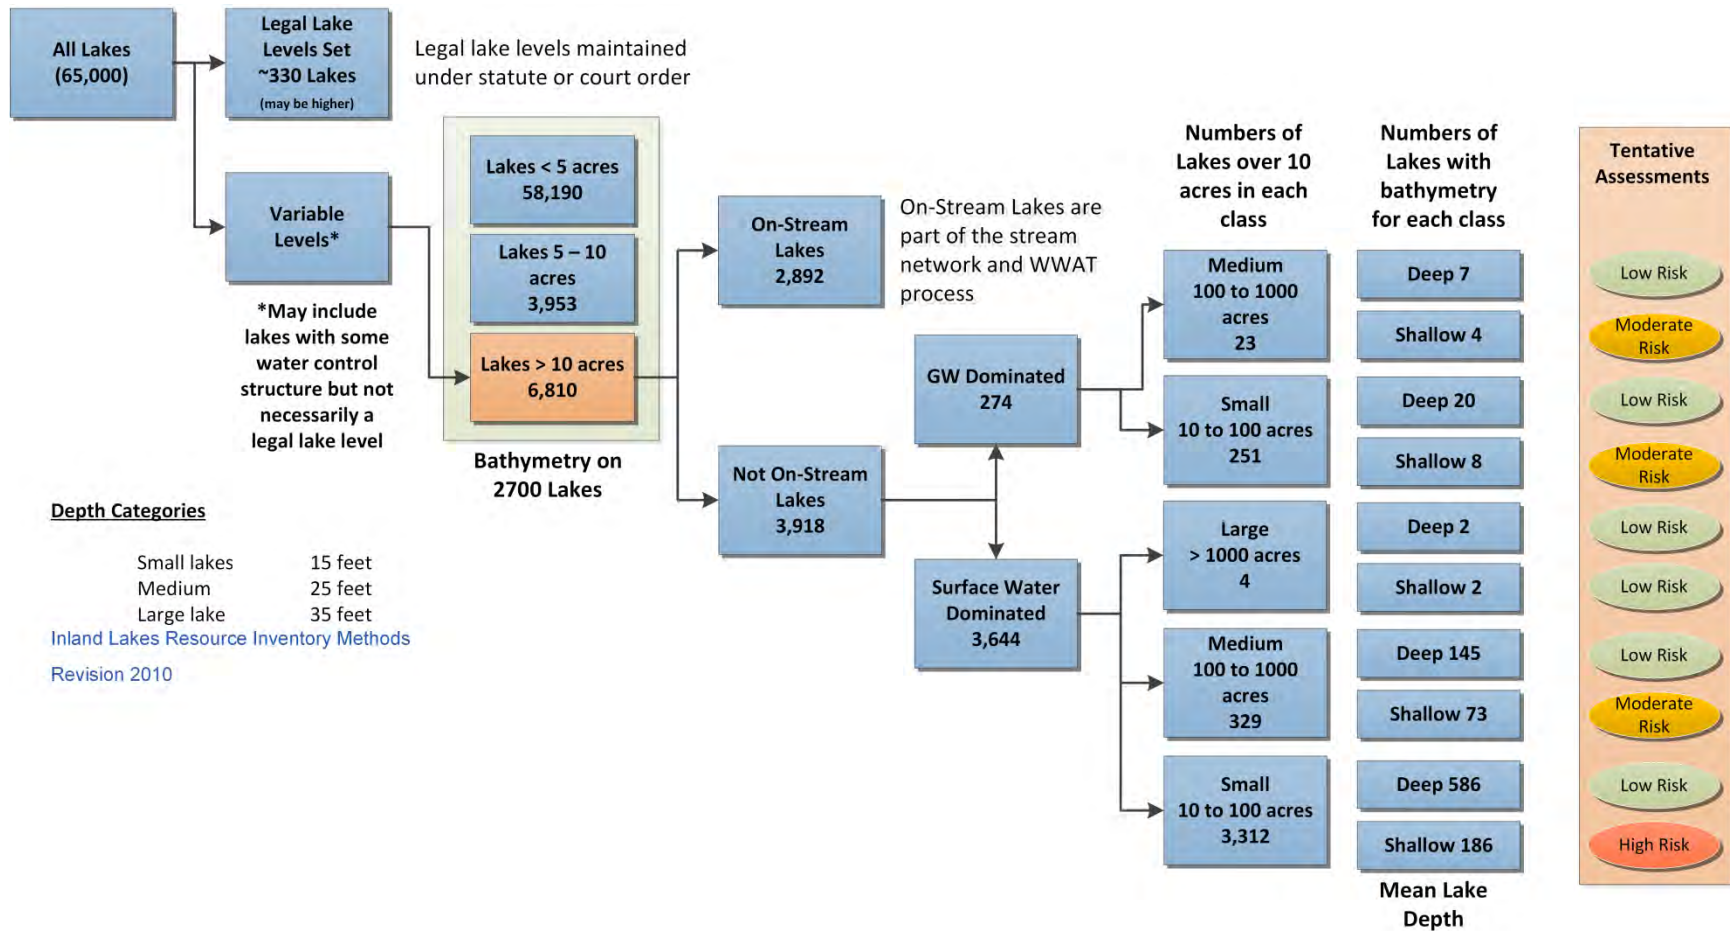 All Lakes
(65,000)
Legal Lake
Levels Set
~330 Lakes
(may be higher)
Legal lake levels maintained
under statute or court order
Variable
Levels*
*May include
lakes with some
water control
structure but not
necessarily a
legal lake level
Lakes < 5 acres
58,190
Lakes 5 – 10
acres
3,953
Lakes > 10 acres
6,810
Bathymetry on
2700 Lakes
On-Stream
Lakes
2,892
On-Stream Lakes are
part of the stream
network and WWAT
process
Not On-Stream
Lakes
3,918
GW Dominated
274
Surface Water
Dominated
3,644
Numbers of
Lakes over 10
acres in each
class
Medium
100 to 1000
acres
23
Small
10 to 100 acres
251
Large
> 1000 acres
4
Medium
100 to 1000
acres
329
Small
10 to 100 acres
3,312
Numbers of
Lakes with
bathymetry
for each class
Deep 7
Shallow 4
Deep 20
Shallow 8
Deep 2
Shallow 2
Deep 145
Shallow 73
Deep 586
Shallow 186
Mean Lake
Depth
Tentative
Assessments
Low Risk
Moderate
Risk
Low Risk
Moderate
Risk
Low Risk
Low Risk
Low Risk
Moderate
Risk
Low Risk
High Risk
Depth Categories
Small lakes 15 feet
Medium 25 feet
Large lake 35 feet
Inland Lakes Resource Inventory Methods
Revision 2010